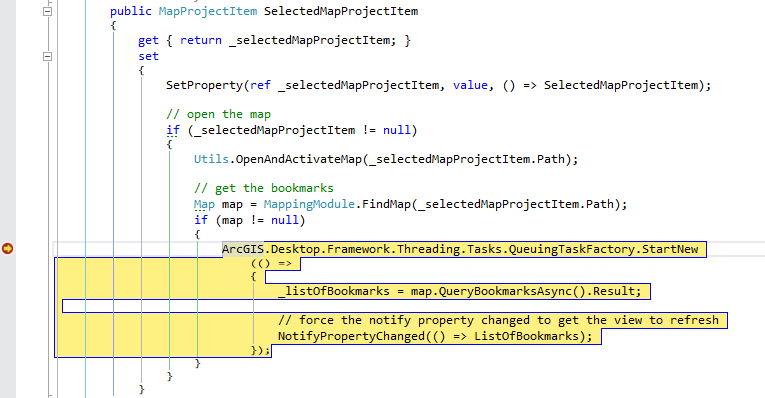 public MapProjectItem SelectedMapProjectItem
{
get { return _selectedMapProjectItem; }
set
{
SetProperty(ref _selectedMapProjectItem, value, () => SelectedMapProjectItem);
// open the map
if (_selectedMapProjectItem != null)
{
Utils.OpenAndActivateMap(_selectedMapProjectItem.Path);
// get the bookmarks
Map map = MappingModule.FindMap(_selectedMapProjectItem.Path);
if (map != null)
{
ArcGIS.Desktop.Framework.Threading.Tasks.QueuingTaskFactory.StartNew
(() =>
{
_listOfBookmarks = map.QueryBookmarksAsync().Result;
// force the notify property changed to get the view to refresh
NotifyPropertyChanged(() => ListOfBookmarks);
});
}
}
}